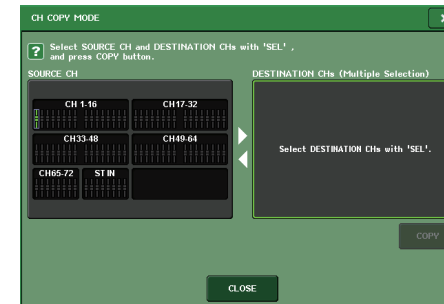 CH COPY MODE
Select SOURCE CH and DESTINATION CHs with 'SEL' ,
and press COPY button.
SOURCE CH
DESTINATION CHs (Multiple Selection)
CH 1-16
CH17-32
CH33-48
CH49-64
CH65-72
ST IN
Select DESTINATION CHs with 'SEL'.
COPY
CLOSE